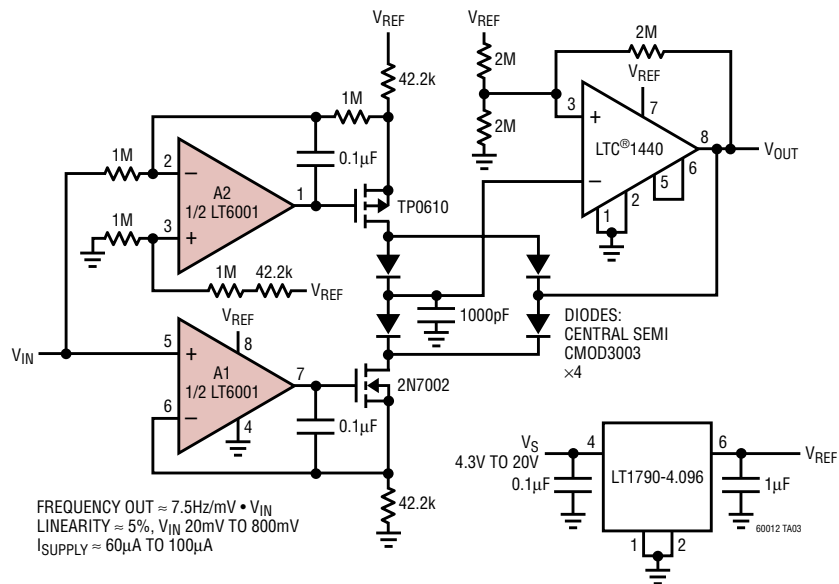 VREF
42.2k
1M
1M
2
−
A2
1/2 LT6001
1
0.1µF
TP0610
1M
3
+
1M
42.2k
VREF
VIN
5
+
VREF
8
A1
1/2 LT6001
7
6
−
4
0.1µF
2N7002
42.2k
1000pF
VREF
2M
2M
2M
VREF
3
+
7
LTC®1440
8
VOUT
−
5
6
1
2
DIODES:
CENTRAL SEMI
CMOD3003
×4
VS
4.3V TO 20V
4
LT1790-4.096
6
VREF
0.1µF
1µF
1
2
60012 TA03
FREQUENCY OUT ≈ 7.5Hz/mV • VIN
LINEARITY ≈ 5%, VIN 20mV TO 800mV
ISUPPLY ≈ 60µA TO 100µA